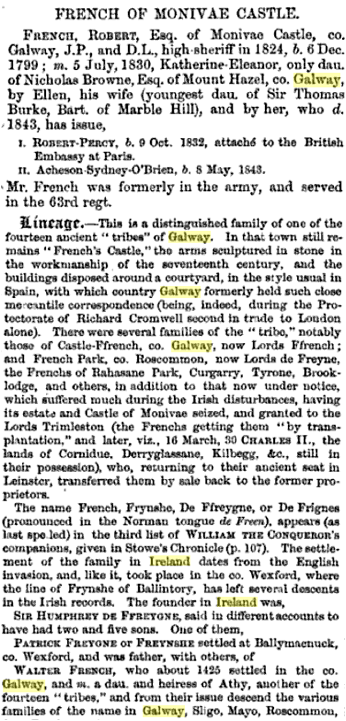 FRENCH OF MONIVAE CASTLE.
FRENCH, ROBERT, Esq. of Monivae Castle, co.
Galway, J.P., and D.L., high-sheriff in 1824, b. 6 Dec.
1799; m. 5 July, 1830, Katherine-Eleanor, only dau.
of Nicholas Browne, Esq. of Mount Hazel, co. Galway,
by Ellen, his wife (youngest dau. of Sir Thomas
Burke, Bart. of Marble Hill), and by her, who d.
1843, has issue,
I. ROBERT-PERCY, b. 9 Oct. 1832, attaché to the British
Embassy at Paris.
II. Acheson-Sydney-O'Brien, b. 8 May, 1843.
Mr. French was formerly in the army, and served
in the 63rd regt.
Lineage.—This is a distinguished family of one of the
fourteen ancient "tribes" of Galway. In that town still re-
mains "French's Castle," the arms sculptured in stone in
the workmanship of the seventeenth century, and the
buildings disposed around a courtyard, in the style usual in
Spain, with which country Galway formerly held such close
mercantile correspondence (being, indeed, during the Pro-
tectorate of Richard Cromwell second in trade to London
alone). There were several families of the "tribe," notably
those of Castle-Ffrench, co. Galway, now Lords Ffrench;
and French Park, co. Roscommon, now Lords de Freyne,
the Frenchs of Rahasane Park, Curgarry, Tyrone, Brook-
lodge, and others, in addition to that now under notice,
which suffered much during the Irish disturbances, having
its estate and Castle of Monivae seized, and granted to the
Lords Trimleston (the Frenchs getting them "by trans-
plantation," and later, viz., 16 March, 30 CHARLES II., the
lands of Cornidue, Derryglassane, Kilbegg, &c., still in
their possession), who, returning to their ancient seat in
Leinster, transferred them by sale back to the former pro-
prietors.
The name French, Frynshe, De Ffreygne, or De Frignes
(pronounced in the Norman tongue de Freen), appears (as
last spelled) in the third list of WILLIAM THE CONQUEROR'S
companions, given in Stowe's Chronicle (p. 107). The settle-
ment of the family in Ireland dates from the English
invasion, and, like it, took place in the co. Wexford, where
the line of Frynshe of Ballintory, has left several descents
in the Irish records. The founder in Ireland was,
SIR HUMPHREY DE FFREYGNE, said in different accounts to
have had two and five sons. One of them,
PATRICK FREYGNE OF FREYNSHE settled at Ballymacnuck,
co. Wexford, and was father, with others, of
WALTER FRENCH, who about 1425 settled in the co.
Galway, and m. a dau. and heiress of Athy, another of the
fourteen "tribes," and from their issue descend the various
families of the name in Galway, Sligo, Mayo, Roscommon,